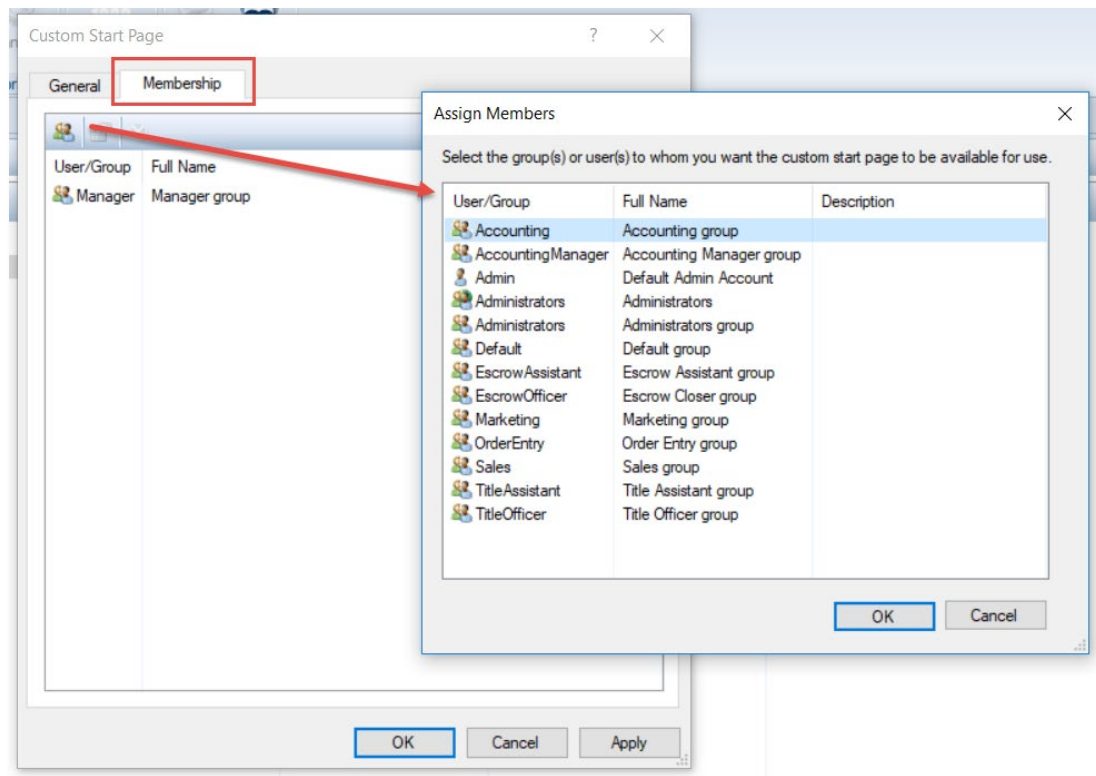 Custom Start Page
General Membership
User/Group Full Name
Manager Manager group
Assign Members
Select the group(s) or user(s) to whom you want the custom start page to be available for use.
User/Group Full Name Description
Accounting Accounting group
AccountingManager Accounting Manager group
Admin Default Admin Account
Administrators Administrators
Administrators Administrators group
Default Default group
EscrowAssistant Escrow Assistant group
EscrowOfficer Escrow Closer group
Marketing Marketing group
OrderEntry Order Entry group
Sales Sales group
TitleAssistant Title Assistant group
TitleOfficer Title Officer group
OK Cancel
OK Cancel Apply